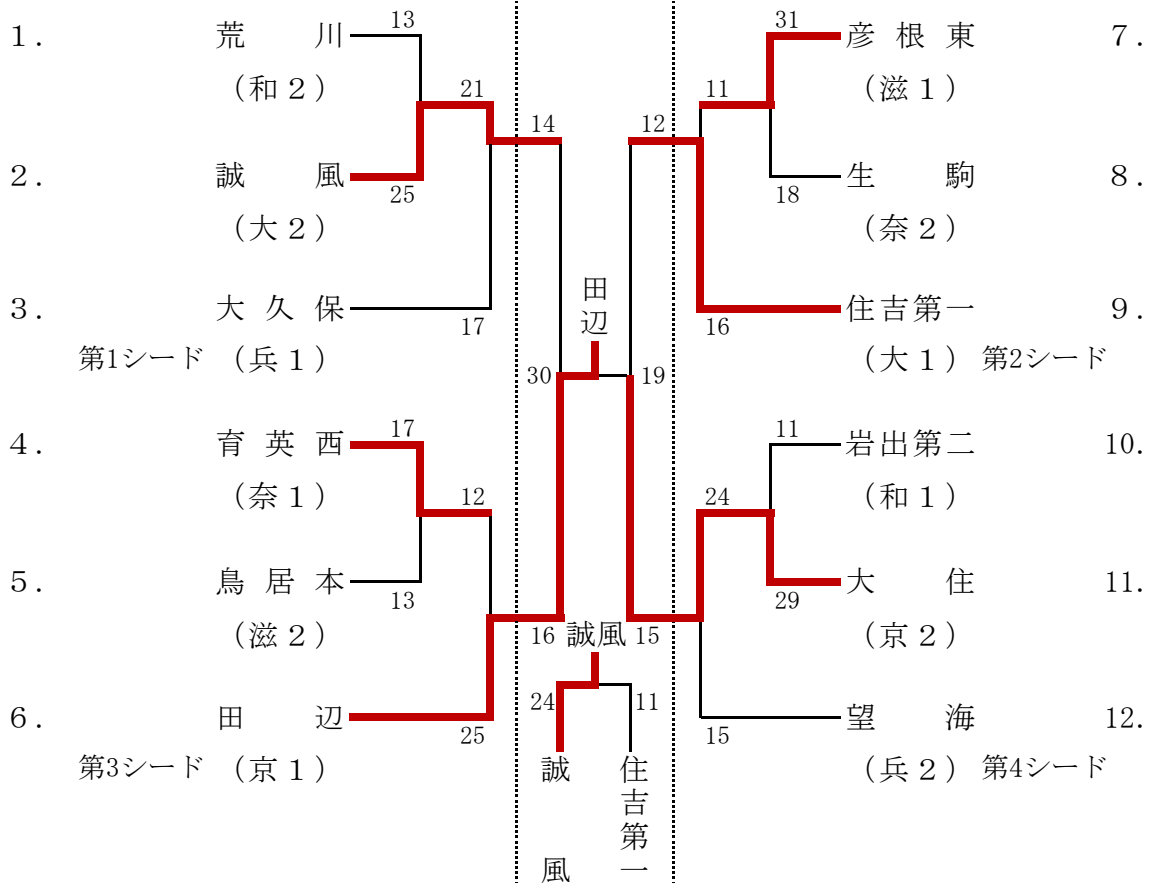 13
31
1. 荒川
彦根東 7.
(和2)
(滋1)
21
11
14
12
2. 誠風
生駒 8.
25
18
(大2)
(奈2)
田辺
3. 大久保
住吉第一 9.
17
16
第1シード (兵1)
(大1) 第2シード
30
19
17
11
4. 育英西
岩出第二 10.
(奈1)
(和1)
12
24
5. 鳥居本
大住 11.
13
29
(滋2)
(京2)
16 誠風 15
24
11
6. 田辺
望海 12.
25
15
第3シード (京1)
(兵2) 第4シード
誠風
住吉第一